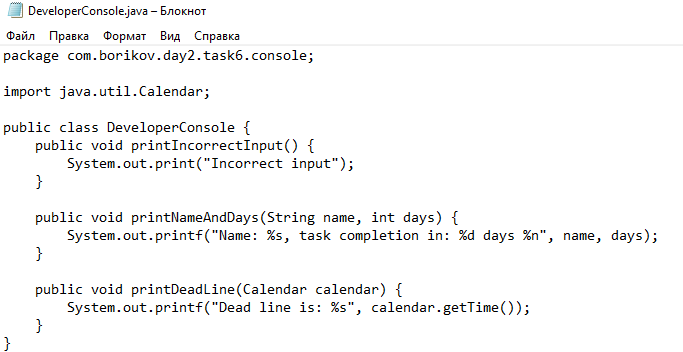 DeveloperConsole.java – Блокнот
Файл Правка Формат Вид Справка
package com.borikov.day2.task6.console;
import java.util.Calendar;
public class DeveloperConsole {
    public void printIncorrectInput() {
        System.out.print("Incorrect input");
    }
    public void printNameAndDays(String name, int days) {
        System.out.printf("Name: %s, task completion in: %d days %n", name, days);
    }
    public void printDeadLine(Calendar calendar) {
        System.out.printf("Dead line is: %s", calendar.getTime());
    }
}